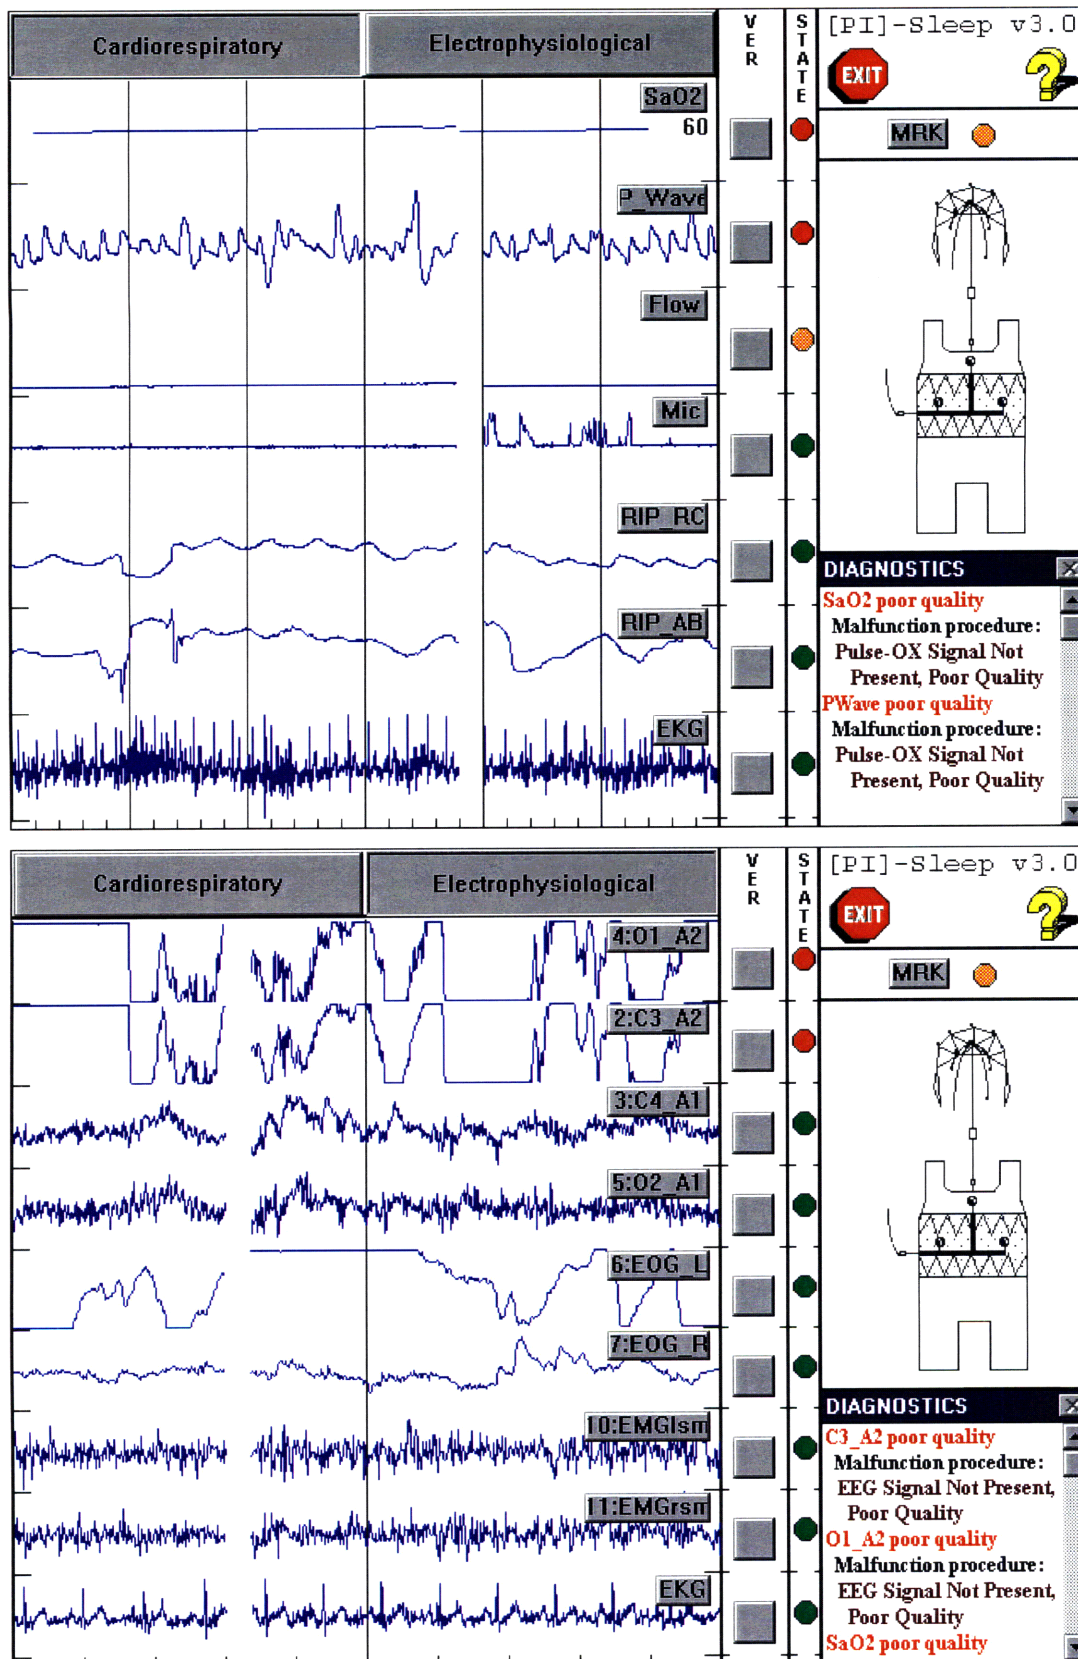 Cardiorespiratory
Electrophysiological
VER
STATE
[PI]-Sleep v3.0
EXIT
?
MRK
SaO2
60
P_Wave
Flow
Mic
RIP_RC
RIP_AB
EKG
DIAGNOSTICS
SaO2 poor quality
Malfunction procedure:
Pulse-OX Signal Not
Present, Poor Quality
PWave poor quality
Malfunction procedure:
Pulse-OX Signal Not
Present, Poor Quality
Cardiorespiratory
Electrophysiological
VER
STATE
[PI]-Sleep v3.0
EXIT
?
MRK
4:O1_A2
2:C3_A2
3:C4_A1
5:O2_A1
6:EOG_L
7:EOG_R
10:EMGlsm
11:EMGrsm
EKG
DIAGNOSTICS
C3_A2 poor quality
Malfunction procedure:
EEG Signal Not Present,
Poor Quality
O1_A2 poor quality
Malfunction procedure:
EEG Signal Not Present,
Poor Quality
SaO2 poor quality